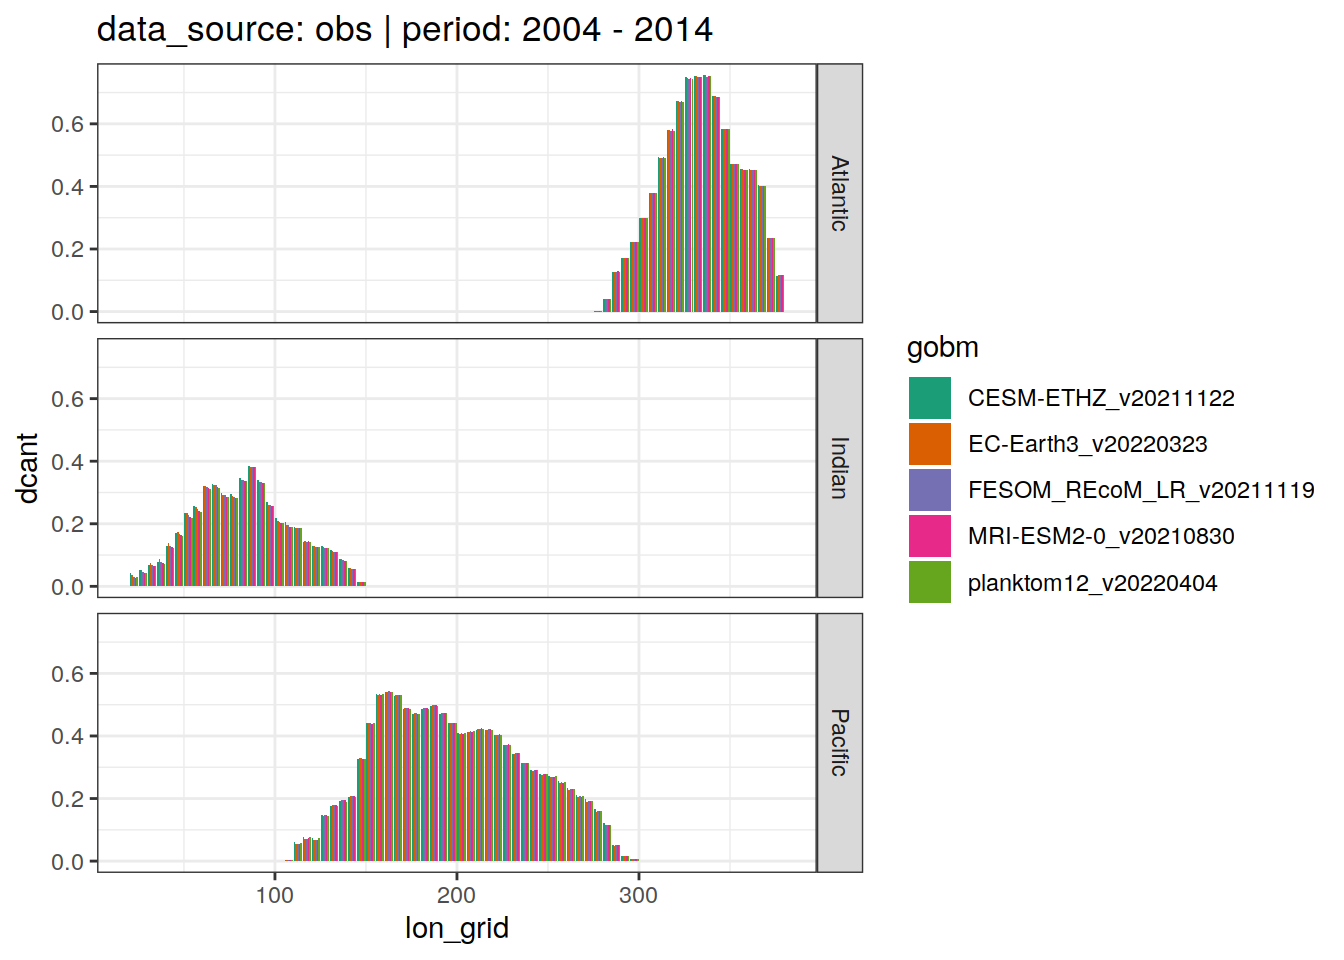 data_source: obs | period: 2004 - 2014
0.6
0.4
0.2
0.0
Atlantic
0.6
0.4
0.2
0.0
Indian
0.6
0.4
0.2
0.0
Pacific
dcant
100
200
300
lon_grid
gobm
CESM-ETHZ_v20211122
EC-Earth3_v20220323
FESOM_REcoM_LR_v20211119
MRI-ESM2-0_v20210830
planktom12_v20220404